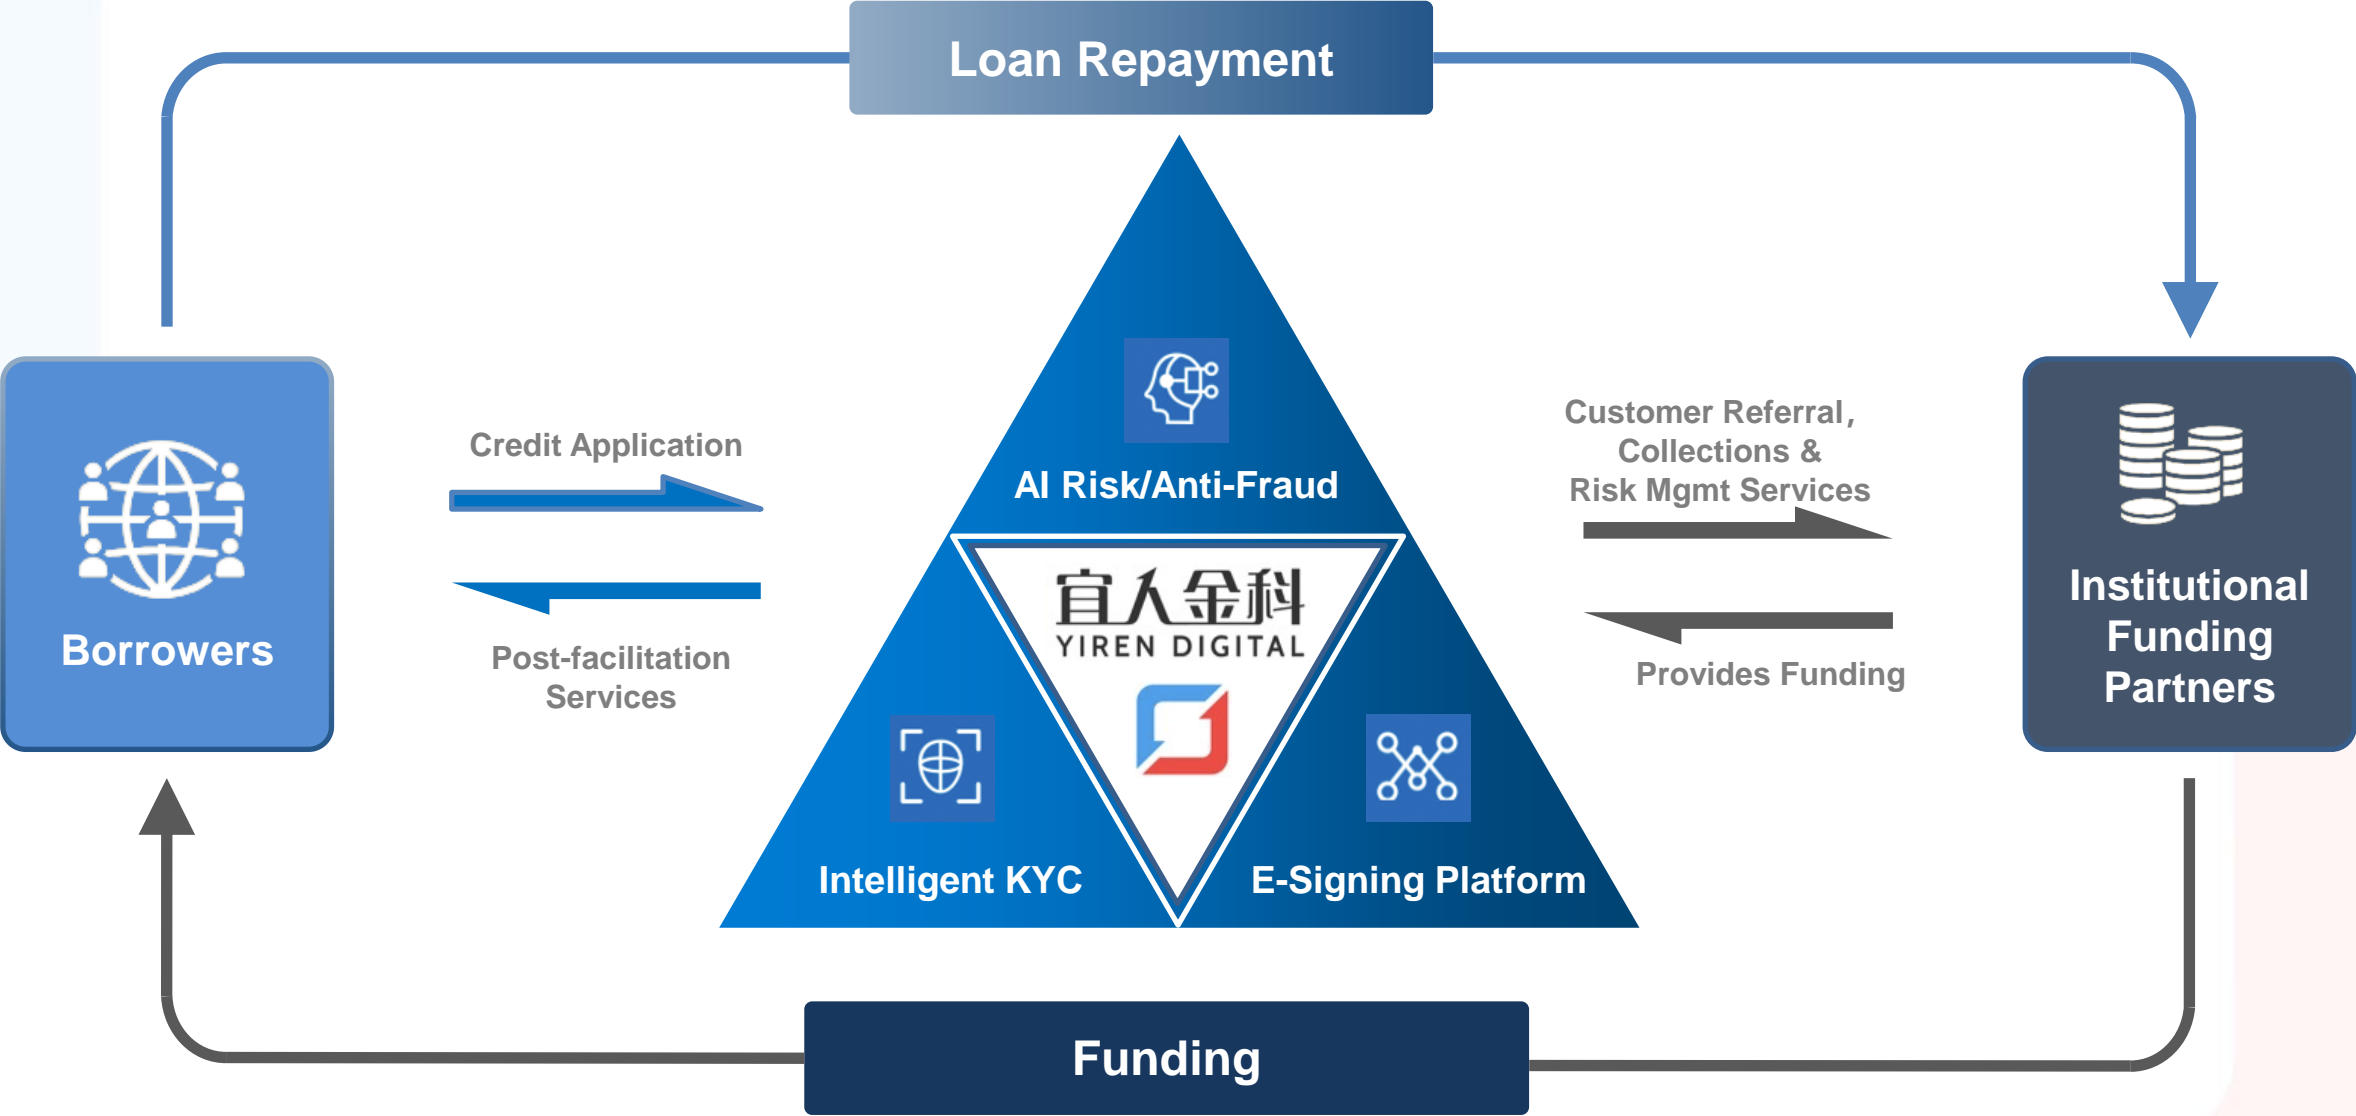 Loan Repayment
Borrowers
Credit Application
Post-facilitation
Services
AI Risk/Anti-Fraud
宜人金科
YIREN DIGITAL
Intelligent KYC
E-Signing Platform
Customer Referral,
Collections &
Risk Mgmt Services
Provides Funding
Institutional
Funding
Partners
Funding